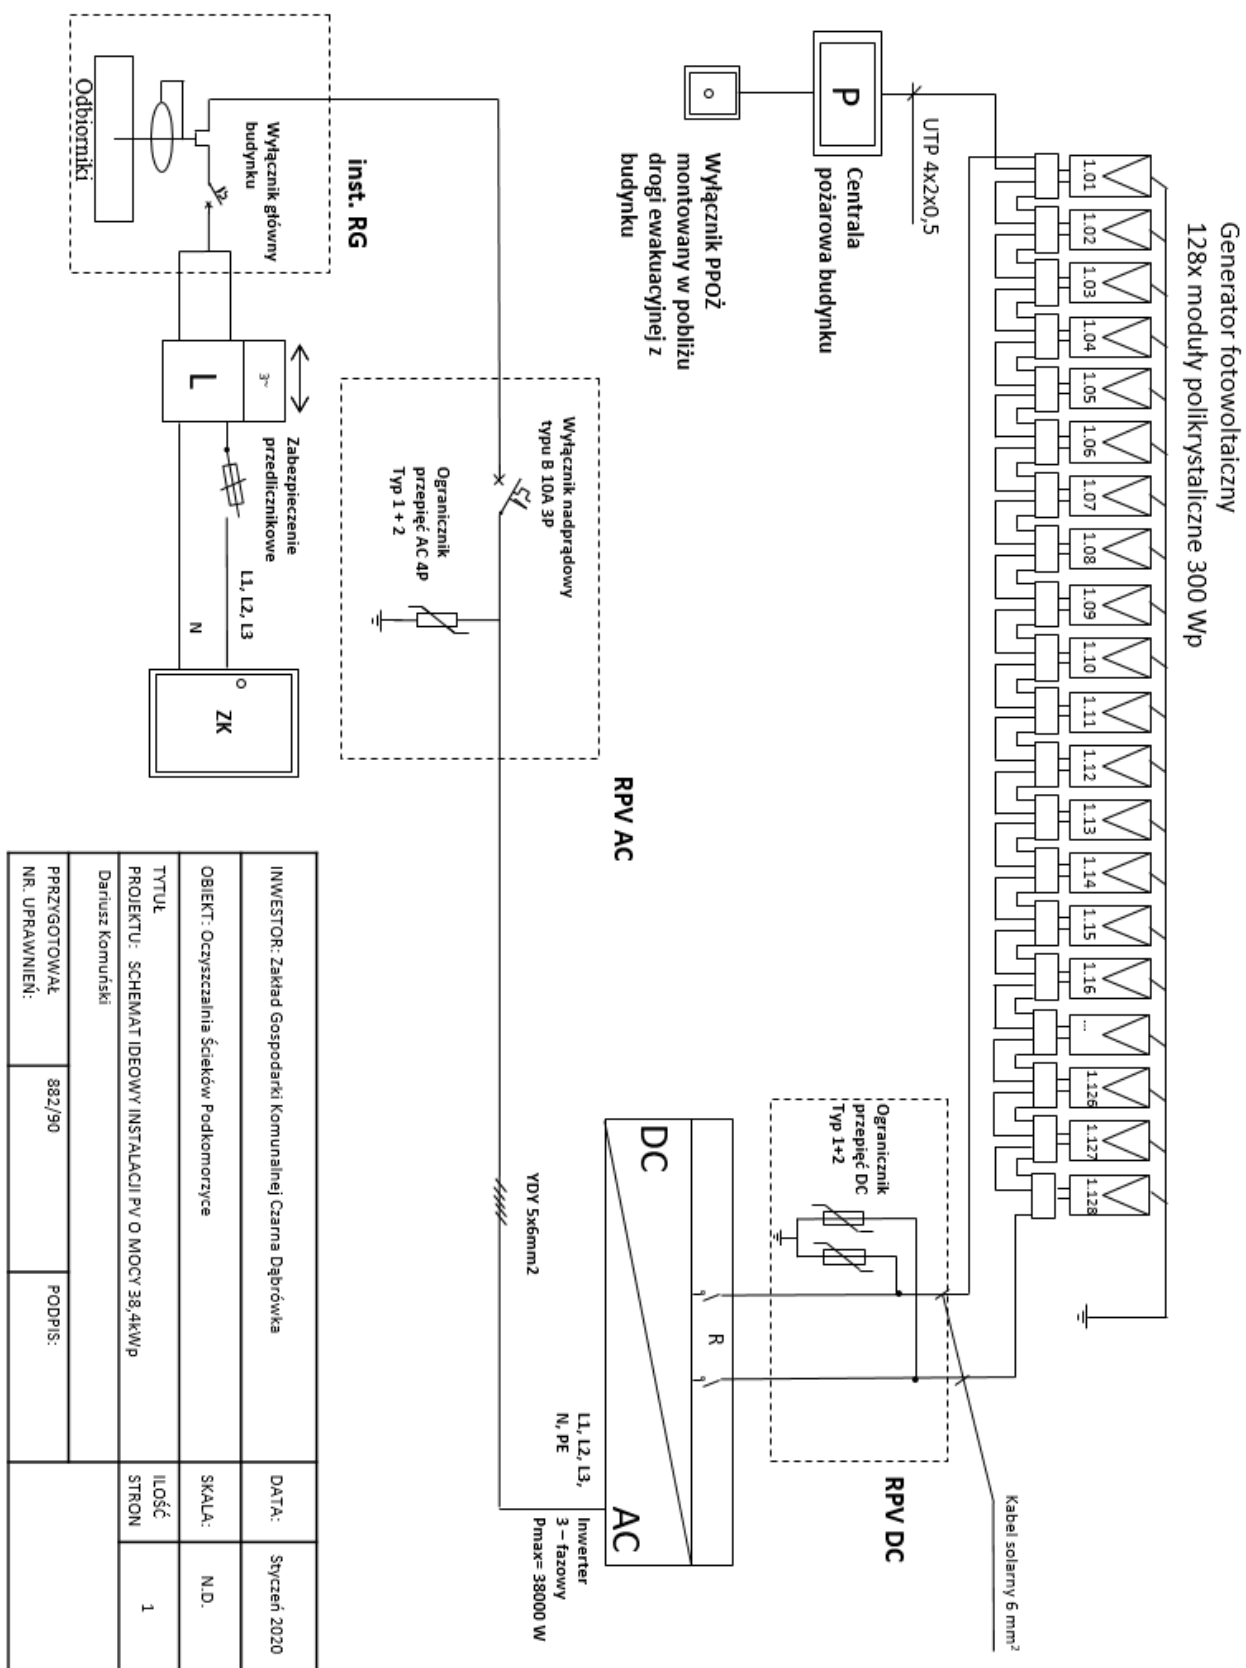 Generator fotowoltaiczny
128x moduły polikrystaliczne 300 Wp
1.01
1.02
1.03
1.04
1.05
1.06
1.07
1.08
1.09
1.10
1.11
1.12
1.13
1.14
1.15
1.16
...
1.126
1.127
1.128
UTP 4x2x0,5
P
Centrala
pożarowa budynku
Wyłącznik PPOŻ
montowany w pobliżu
drogi ewakuacyjnej z
budynku
Kabel solarny 6 mm²
RPV DC
Ogranicznik
przepięć DC
Typ 1+2
R
DC
AC
Inwerter
3 – fazowy
Pmax= 38000 W
L1, L2, L3,
N, PE
YDY 5x6mm2
RPV AC
Wyłącznik nadprądowy
typu B 10A 3P
Ogranicznik
przepięć AC 4P
Typ 1 + 2
inst. RG
Wyłącznik główny
budynku
Odbiorniki
3~
L
Zabezpieczenie
przedlicznikowe
L1, L2, L3
N
ZK
INWESTOR: Zakład Gospodarki Komunalnej Czarna Dąbrówka
DATA:
Styczeń 2020
OBIEKT: Oczyszczalnia Ścieków Podkomorzyce
SKALA:
N.D.
TYTUŁ
PROJEKTU: SCHEMAT IDEOWY INSTALACJI PV O MOCY 38,4kWp
ILOŚĆ
STRON
1
Dariusz Komuński
PPRZYGOTOWAŁ
NR. UPRAWNIEŃ:
882/90
PODPIS: